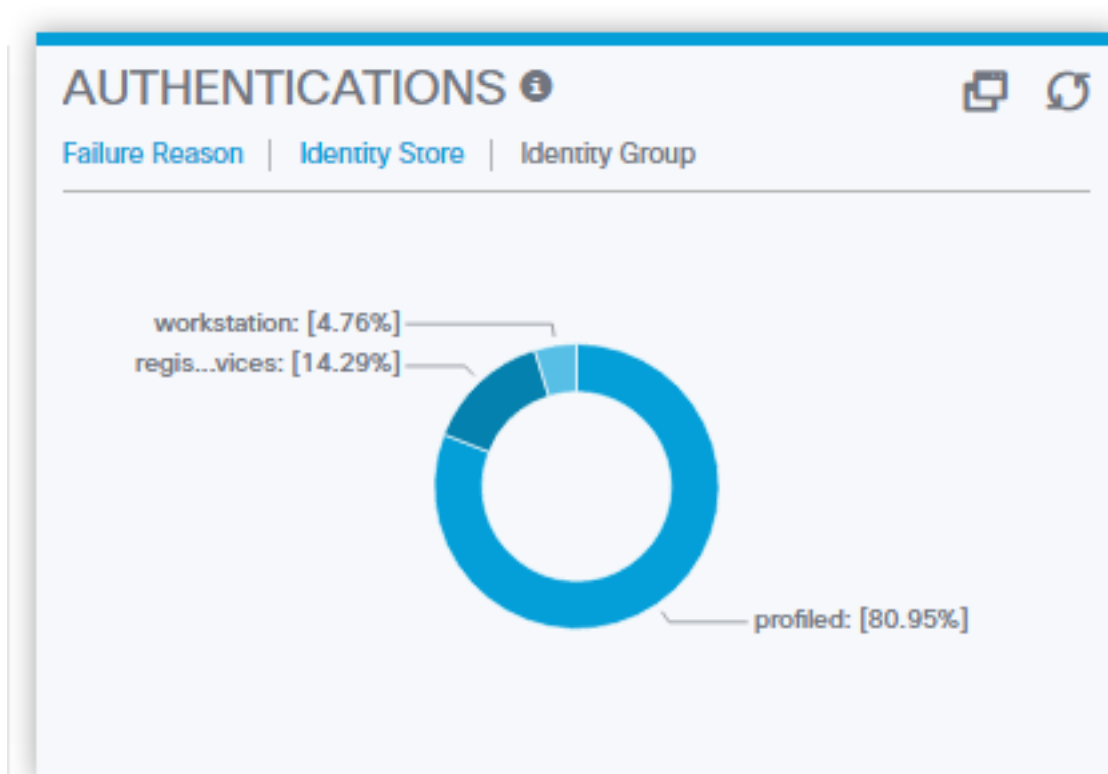 AUTHENTICATIONS
Failure Reason | Identity Store | Identity Group
workstation: [4.76%]
regis...vices: [14.29%]
profiled: [80.95%]